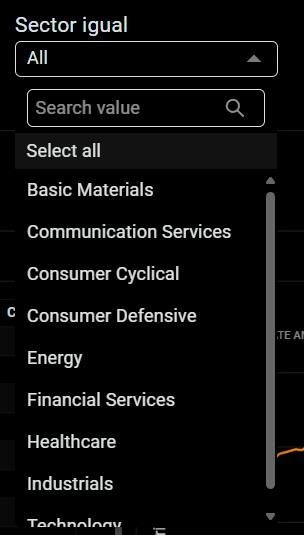 Sector igual
All
Search value
Select all
Basic Materials
Communication Services
Consumer Cyclical
Consumer Defensive
Energy
Financial Services
Healthcare
Industrials
Technology